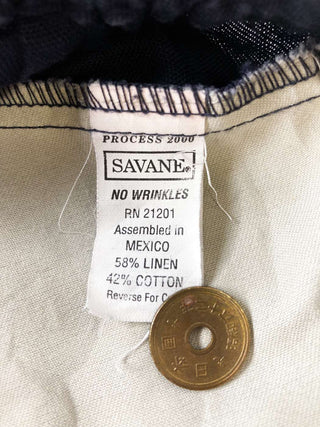 PROCESS 2000
SAVANE®
NO WRINKLES
RN 21201
Assembled in
MEXICO
58% LINEN
42% COTTON
Reverse For